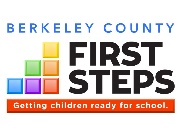 BERKELEY COUNTY
FIRST
STEPS
Getting children ready for school.